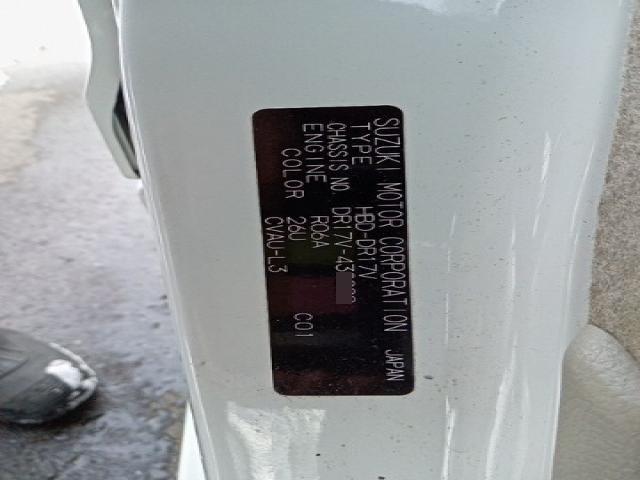 SUZUKI MOTOR CORPORATION JAPAN
TYPE HBD-DR17V
CHASSIS NO. DR17V-43
ENGINE R06A
COLOR 26U C01
CVAU-L3